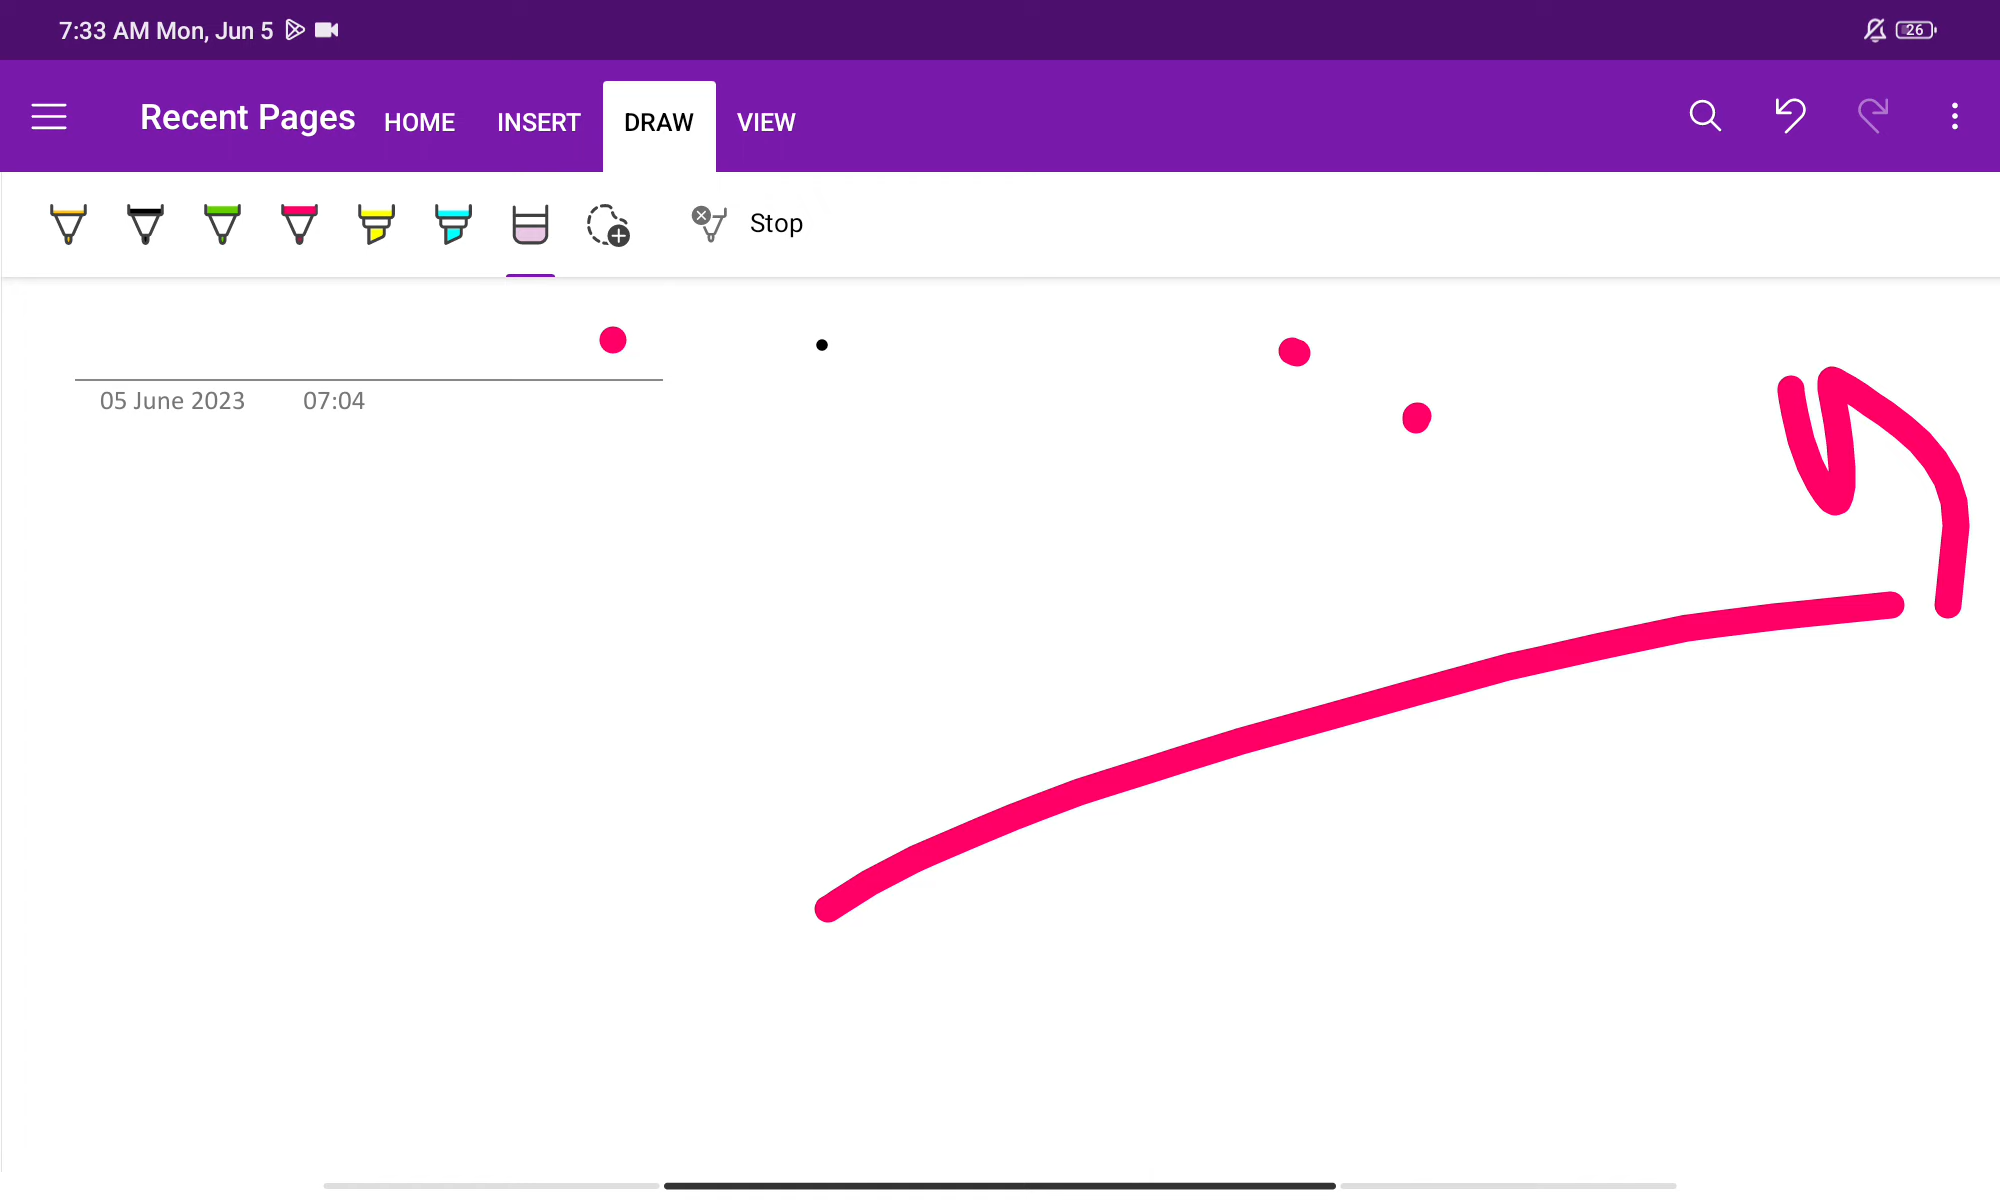 7:33 AM Mon, Jun 5
26
Recent Pages HOME INSERT DRAW VIEW
Stop
05 June 2023 07:04